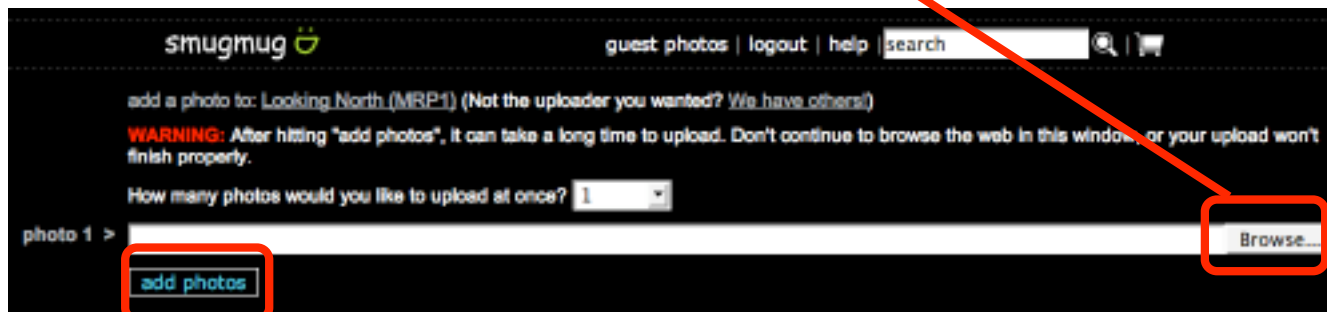 smugmug guest photos | logout | help | search
add a photo to: Looking North (MRP1) (Not the uploader you wanted? We have others!)
WARNING: After hitting "add photos", it can take a long time to upload. Don't continue to browse the web in this window, or your upload won't
finish properly.
How many photos would you like to upload at once? 1
photo 1 > Browse...
add photos